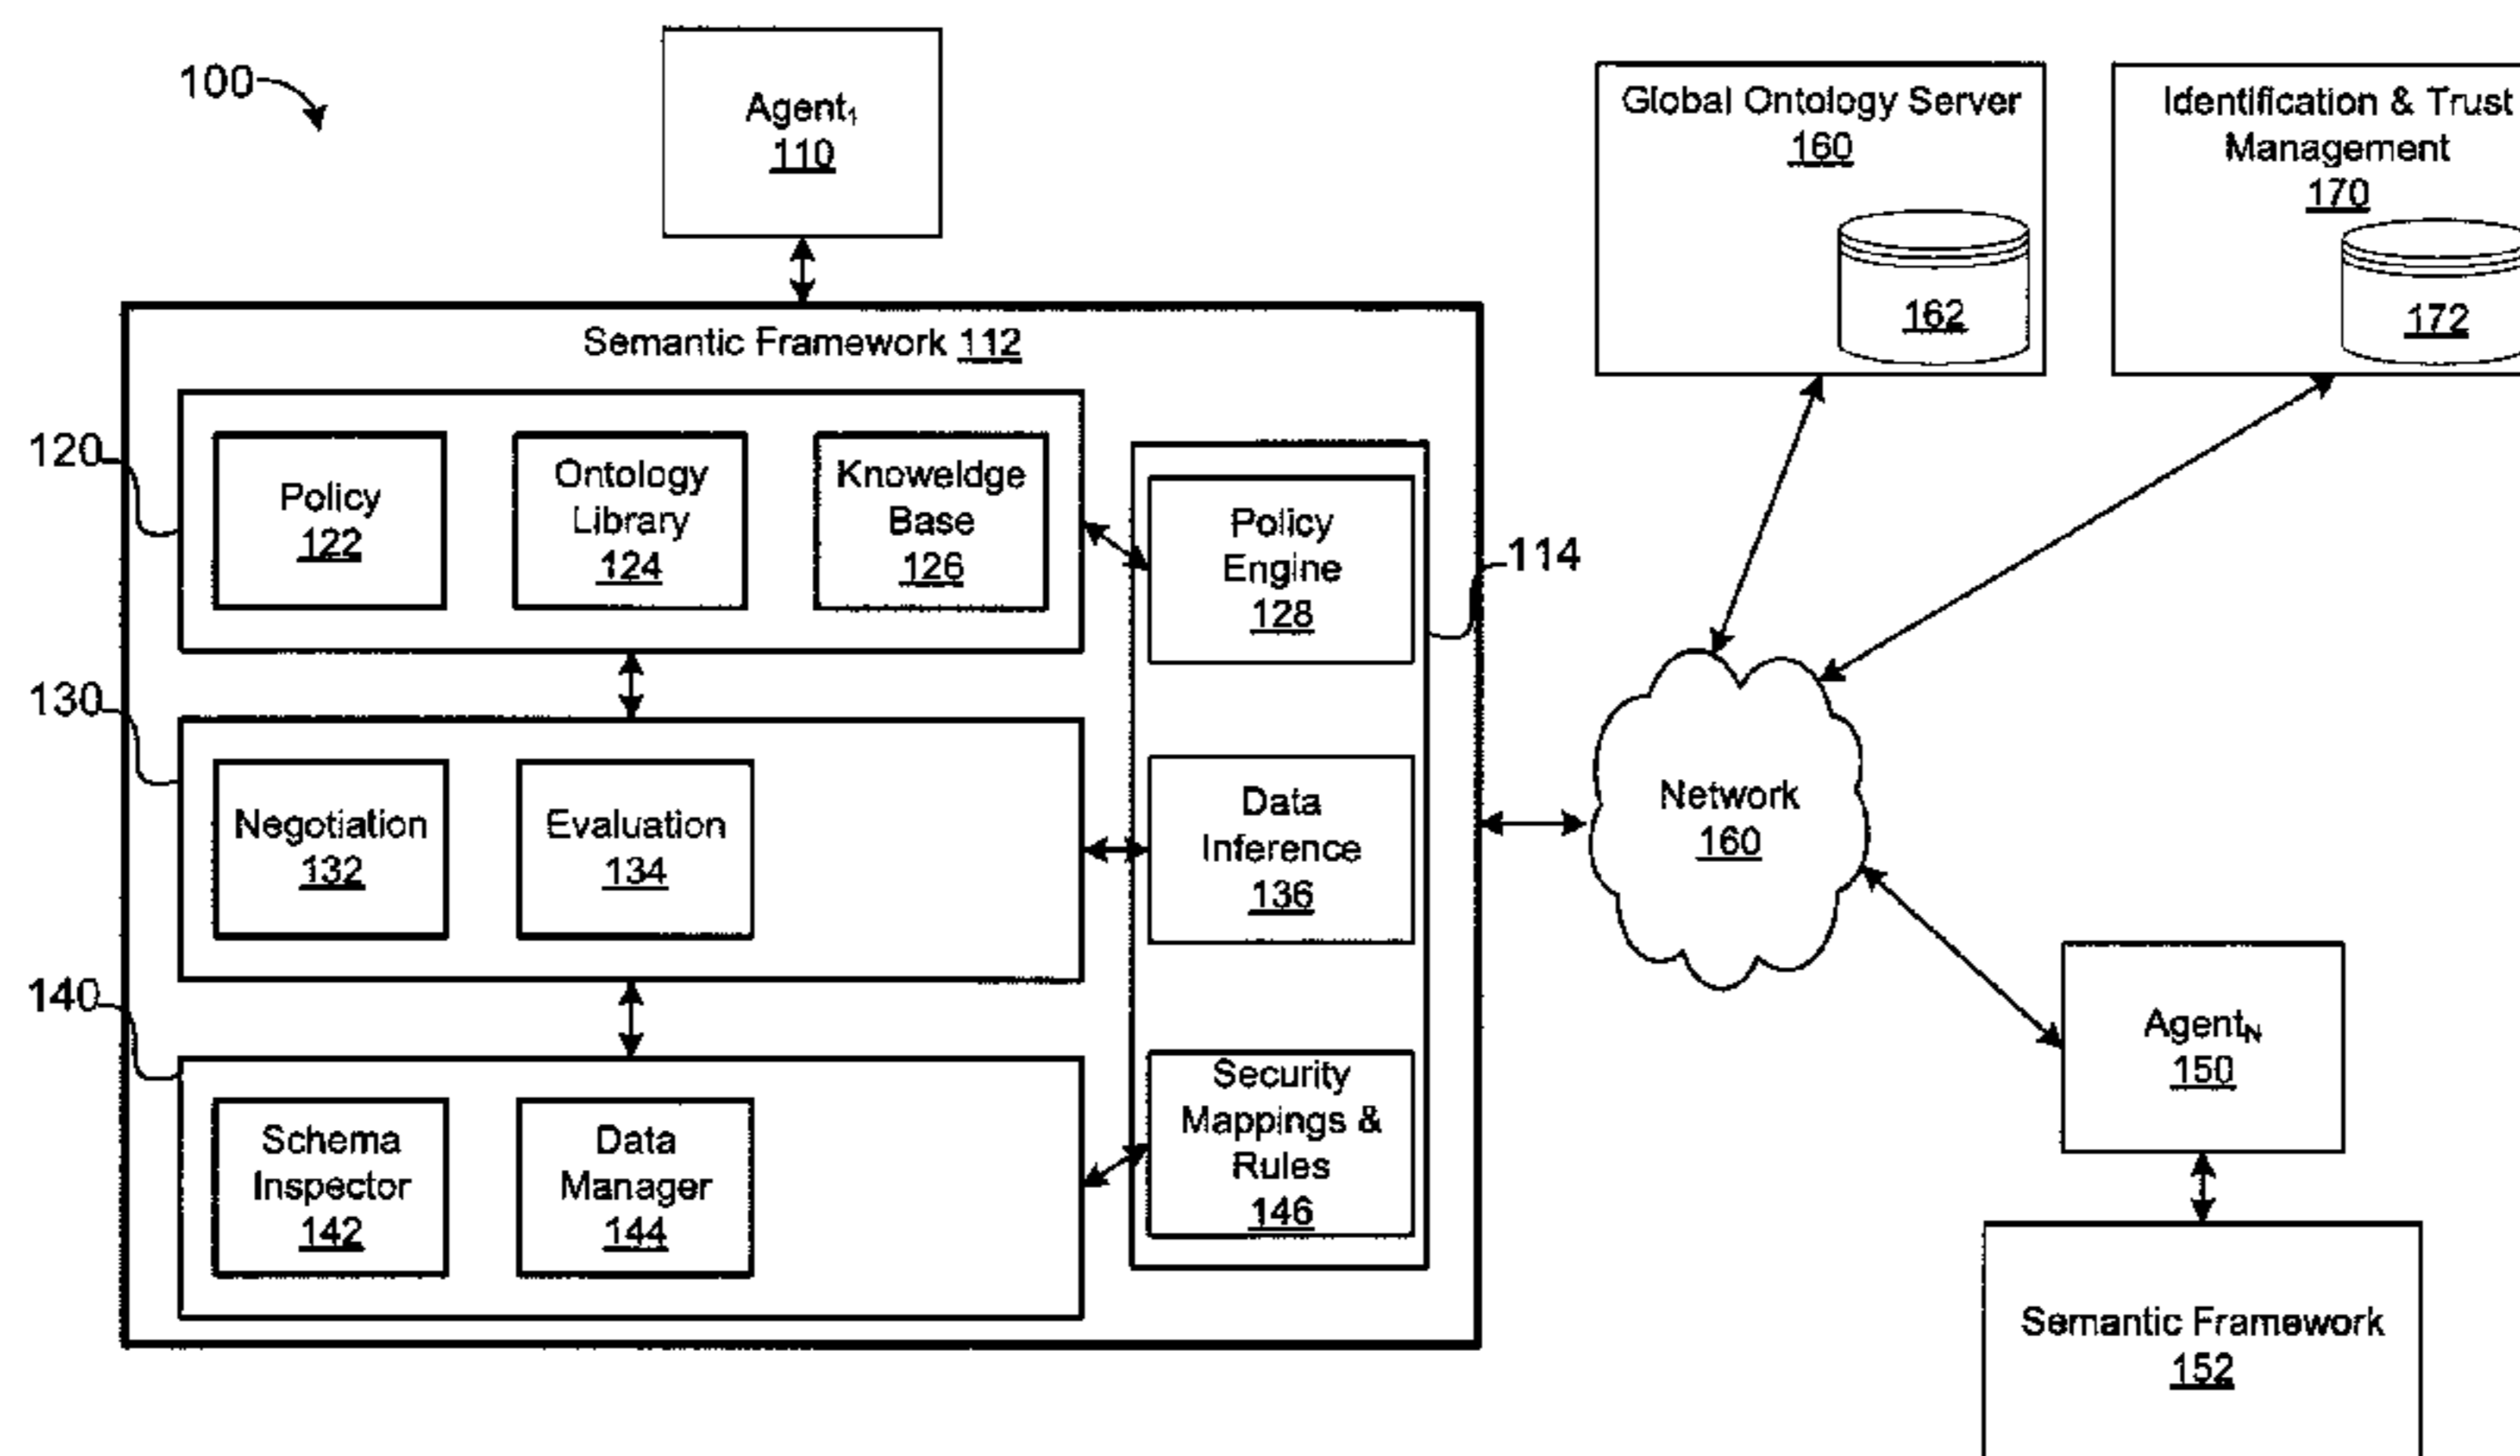 100
Agent1
110
Global Ontology Server
160
162
Identification & Trust
Management
170
172
Semantic Framework 112
120
Policy
122
Ontology
Library
124
Knoweldge
Base
126
Policy
Engine
128
114
130
Negotiation
132
Evaluation
134
Data
Inference
136
Network
160
140
Schema
Inspector
142
Data
Manager
144
Security
Mappings &
Rules
146
AgentN
150
Semantic Framework
152